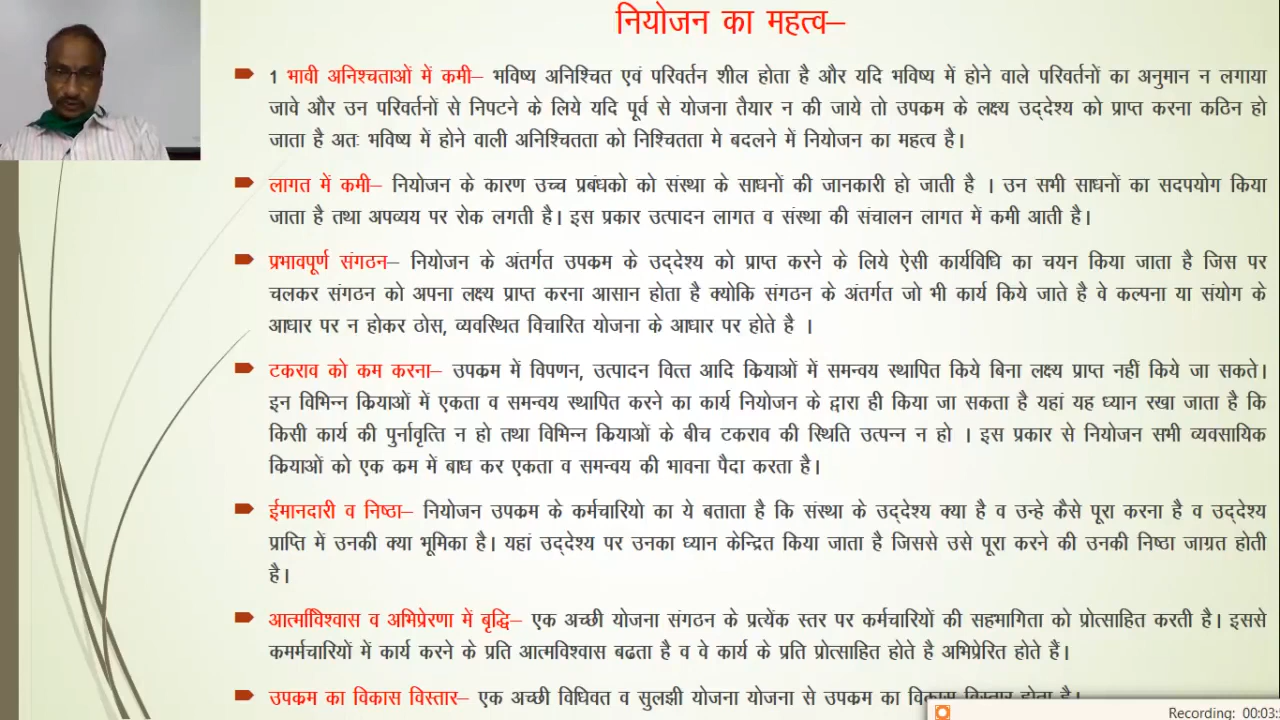 नियोजन का महत्व–
1 भावी अनिश्चताओं में कमी– भविष्य अनिश्चित एवं परिवर्तन शील होता है और यदि भविष्य में होने वाले परिवर्तनों का अनुमान न लगाया
जावे और उन परिवर्तनों से निपटने के लिये यदि पूर्व से योजना तैयार न की जाये तो उपकम के लक्ष्य उद्देश्य को प्राप्त करना कठिन हो
जाता है अतः भविष्य में होने वाली अनिश्चितता को निश्चितता मे बदलने में नियोजन का महत्व है।
लागत में कमी– नियोजन के कारण उच्च प्रबंधको को संस्था के साधनों की जानकारी हो जाती है । उन सभी साधनों का सदपयोग किया
जाता है तथा अपव्यय पर रोक लगती है। इस प्रकार उत्पादन लागत व संस्था की संचालन लागत में कमी आती है।
प्रभावपूर्ण संगठन– नियोजन के अंतर्गत उपकम के उद्देश्य को प्राप्त करने के लिये ऐसी कार्यविधि का चयन किया जाता है जिस पर
चलकर संगठन को अपना लक्ष्य प्राप्त करना आसान होता है क्योकि संगठन के अंतर्गत जो भी कार्य किये जाते है वे कल्पना या संयोग के
आधार पर न होकर ठोस, व्यवस्थित विचारित योजना के आधार पर होते है ।
टकराव को कम करना– उपकम में विपणन, उत्पादन वित्त आदि कियाओं में समन्वय स्थापित किये बिना लक्ष्य प्राप्त नहीं किये जा सकते।
इन विभिन्न कियाओं में एकता व समन्वय स्थापित करने का कार्य नियोजन के द्वारा ही किया जा सकता है यहां यह ध्यान रखा जाता है कि
किसी कार्य की पुर्नावृत्ति न हो तथा विभिन्न कियाओं के बीच टकराव की स्थिति उत्पन्न न हो । इस प्रकार से नियोजन सभी व्यवसायिक
कियाओं को एक कम में बाघ कर एकता व समन्वय की भावना पैदा करता है।
ईमानदारी व निष्ठा– नियोजन उपकम के कर्मचारियो का ये बताता है कि संस्था के उद्देश्य क्या है व उन्हे कैसे पूरा करना है व उद्देश्य
प्राप्ति में उनकी क्या भूमिका है। यहां उद्देश्य पर उनका ध्यान केन्द्रित किया जाता है जिससे उसे पूरा करने की उनकी निष्ठा जाग्रत होती
है।
आत्मविश्वास व अभिप्रेरणा में बृद्धि– एक अच्छी योजना संगठन के प्रत्येंक स्तर पर कर्मचारियों की सहभागिता को प्रोत्साहित करती है। इससे
कमर्मचारियों में कार्य करने के प्रति आत्मविश्वास बढता है व वे कार्य के प्रति प्रोत्साहित होते है अभिप्रेरित होते हैं।
उपकम का विकास विस्तार– एक अच्छी विधिवत व सुलझी योजना योजना से उपकम का विकास विस्तार होता है।
Recording: 00:03: